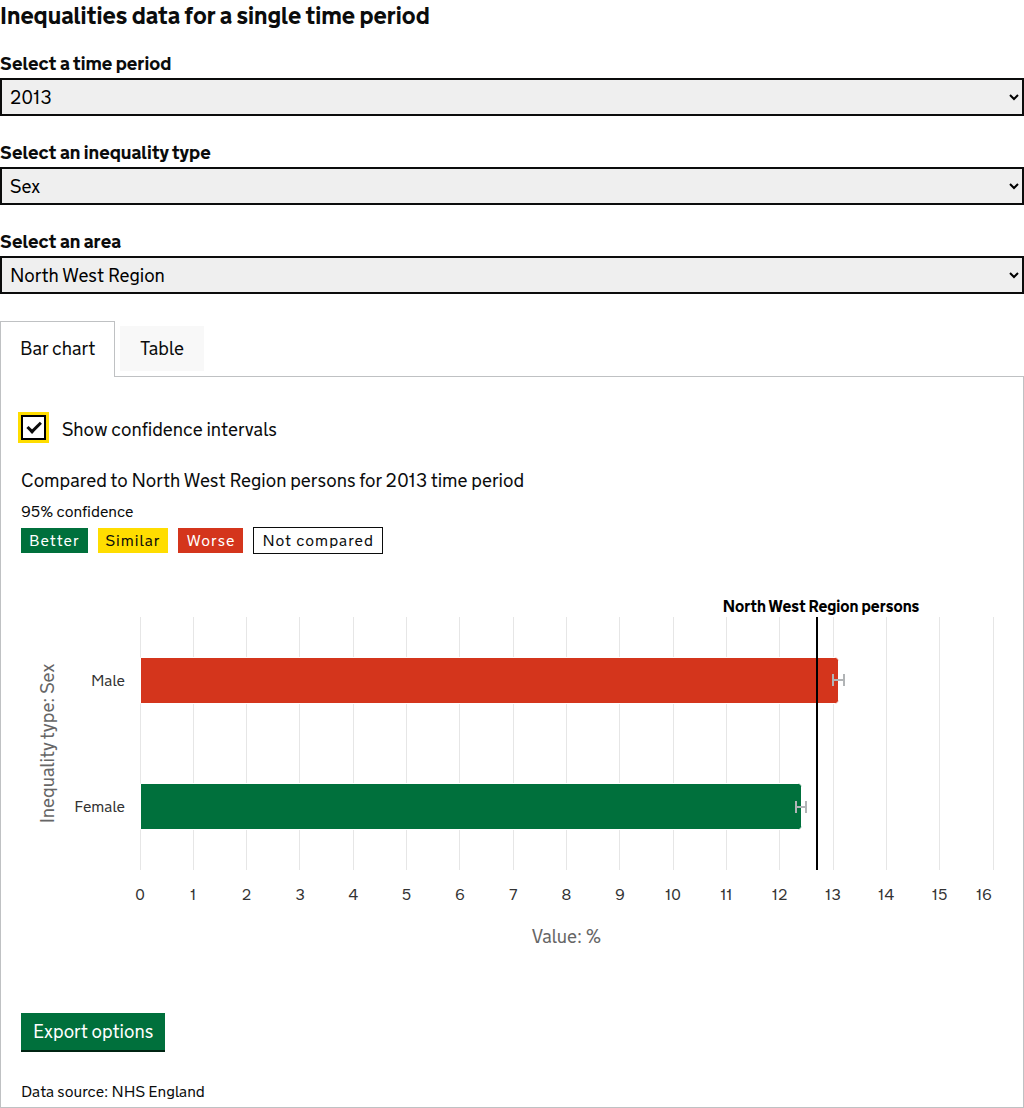 Inequalities data for a single time period
Select a time period
2013
Select an inequality type
Sex
Select an area
North West Region
Bar chart
Table
Show confidence intervals
Compared to North West Region persons for 2013 time period
95% confidence
Better Similar Worse Not compared
North West Region persons
Inequality type: Sex
Male
Female
0 1 2 3 4 5 6 7 8 9 10 11 12 13 14 15 16
Value: %
Export options
Data source: NHS England